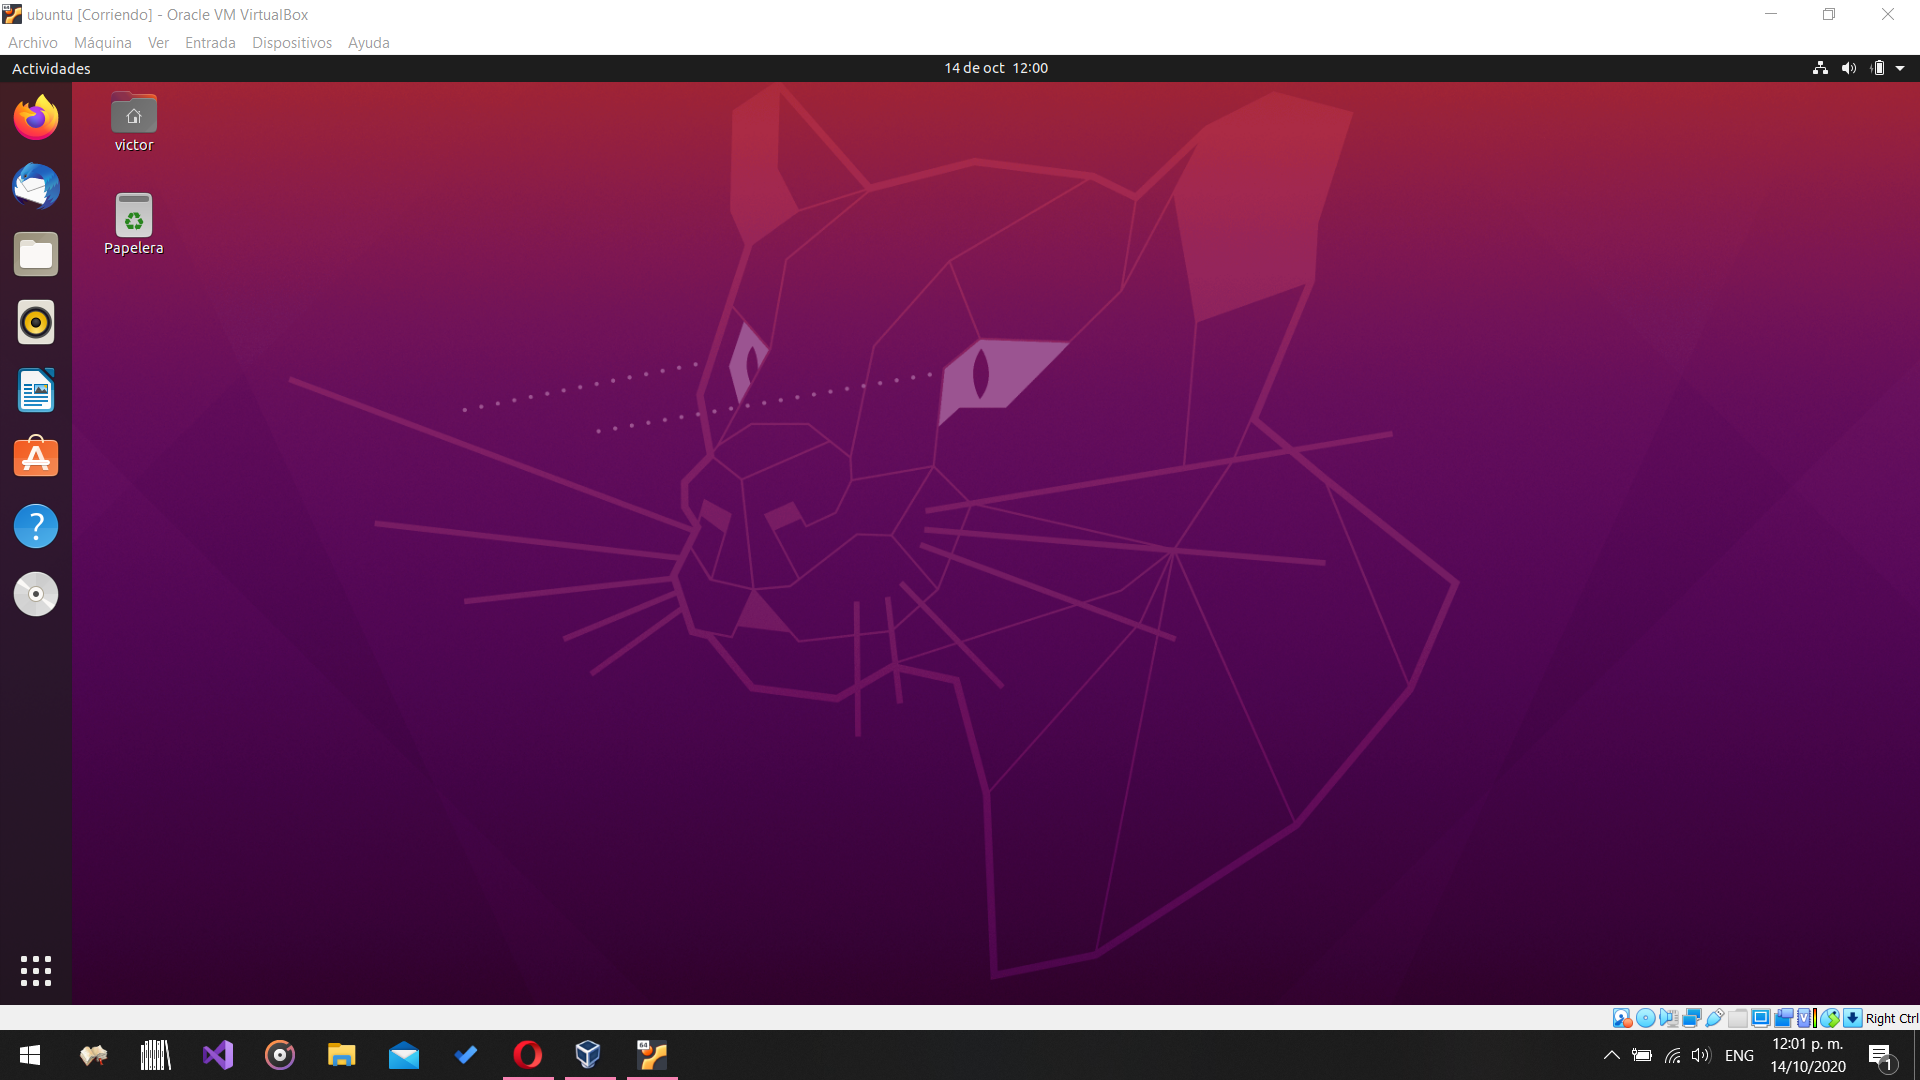 ubuntu [Corriendo] - Oracle VM VirtualBox
Archivo Máquina Ver Entrada Dispositivos Ayuda
Actividades
14 de oct 12:00
victor
Papelera
Right Ctrl
64
ENG
12:01 p. m.
14/10/2020
1